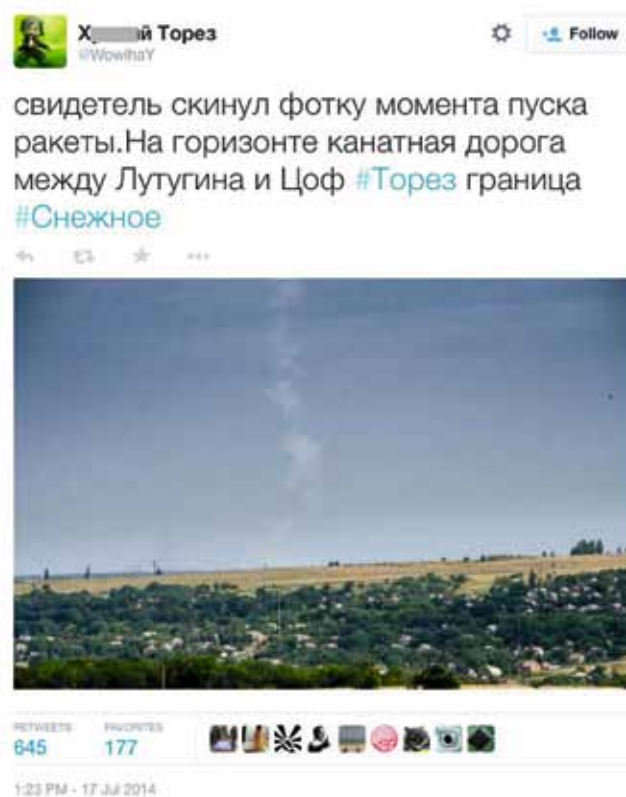 Торез
@WowihaY
Follow
свидетель скинул фотку момента пуска
ракеты.На горизонте канатная дорога
между Лутугина и Цоф #Торез граница
#Снежное
RETWEETS FAVORITES
645 177
1:23 PM - 17 Jul 2014